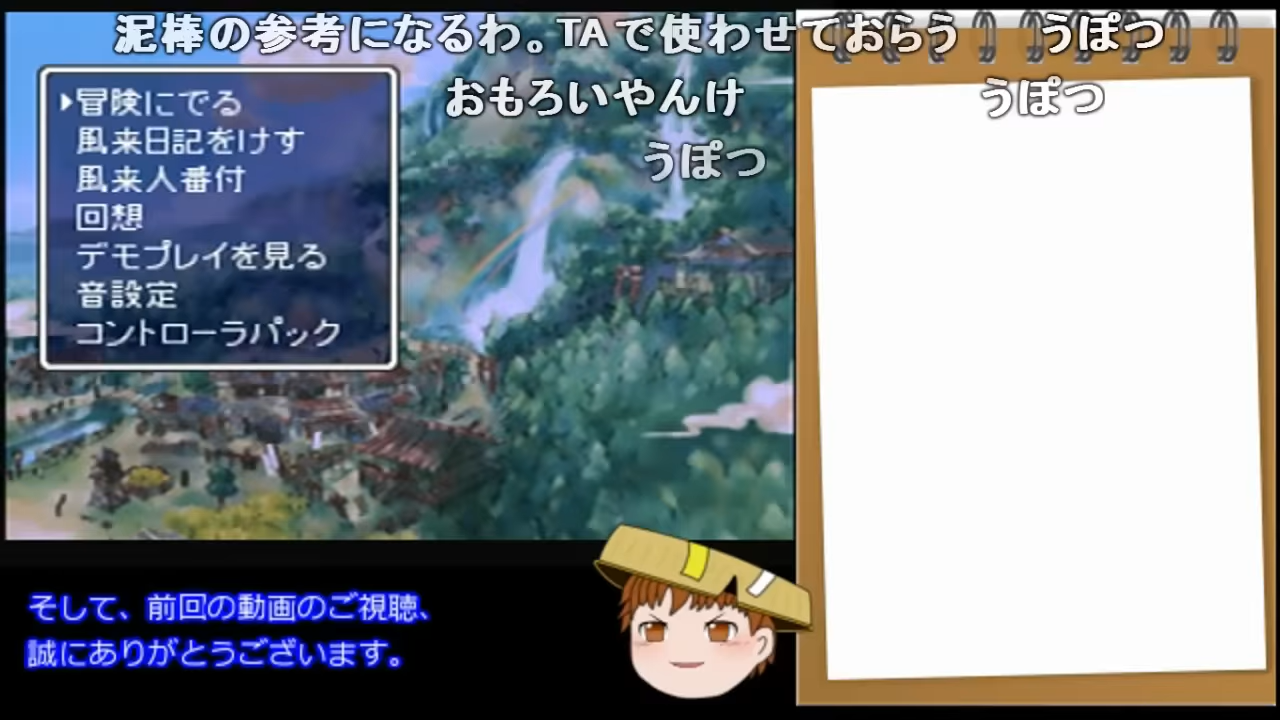 泥棒の参考になるわ。TAで使わせておらう
うぽつ
おもろいやんけ
うぽつ
うぽつ
冒険にでる
風来日記をけす
風来人番付
回想
デモプレイを見る
音設定
コントローラパック
そして、前回の動画のご視聴、
誠にありがとうございます。